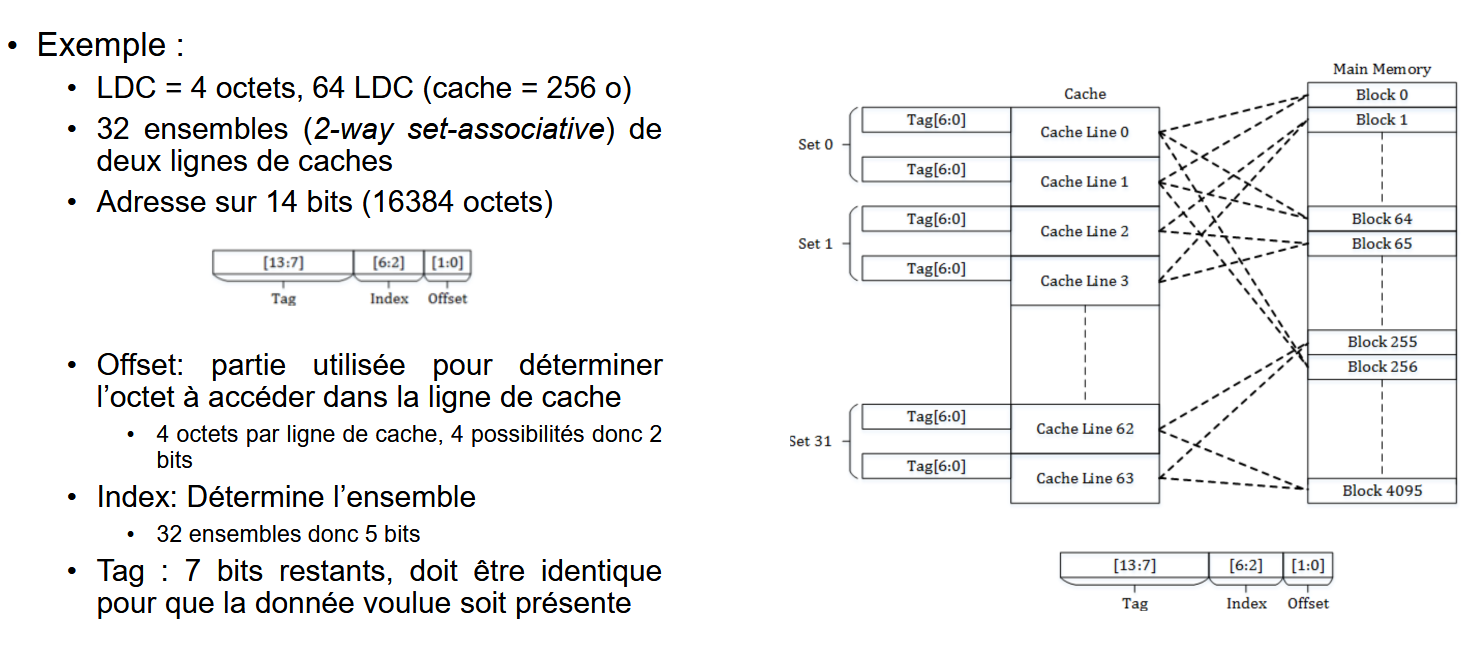 • Exemple :
• LDC = 4 octets, 64 LDC (cache = 256 o)
• 32 ensembles (2-way set-associative) de
deux lignes de caches
• Adresse sur 14 bits (16384 octets)
[13:7] [6:2] [1:0]
Tag Index Offset
• Offset: partie utilisée pour déterminer
l'octet à accéder dans la ligne de cache
• 4 octets par ligne de cache, 4 possibilités donc 2
bits
• Index: Détermine l'ensemble
• 32 ensembles donc 5 bits
• Tag : 7 bits restants, doit être identique
pour que la donnée voulue soit présente
Cache
Main Memory
Set 0
Tag[6:0]
Cache Line 0
Tag[6:0]
Cache Line 1
Set 1
Tag[6:0]
Cache Line 2
Tag[6:0]
Cache Line 3
Set 31
Tag[6:0]
Cache Line 62
Tag[6:0]
Cache Line 63
Block 0
Block 1
Block 64
Block 65
Block 255
Block 256
Block 4095
[13:7] [6:2] [1:0]
Tag Index Offset